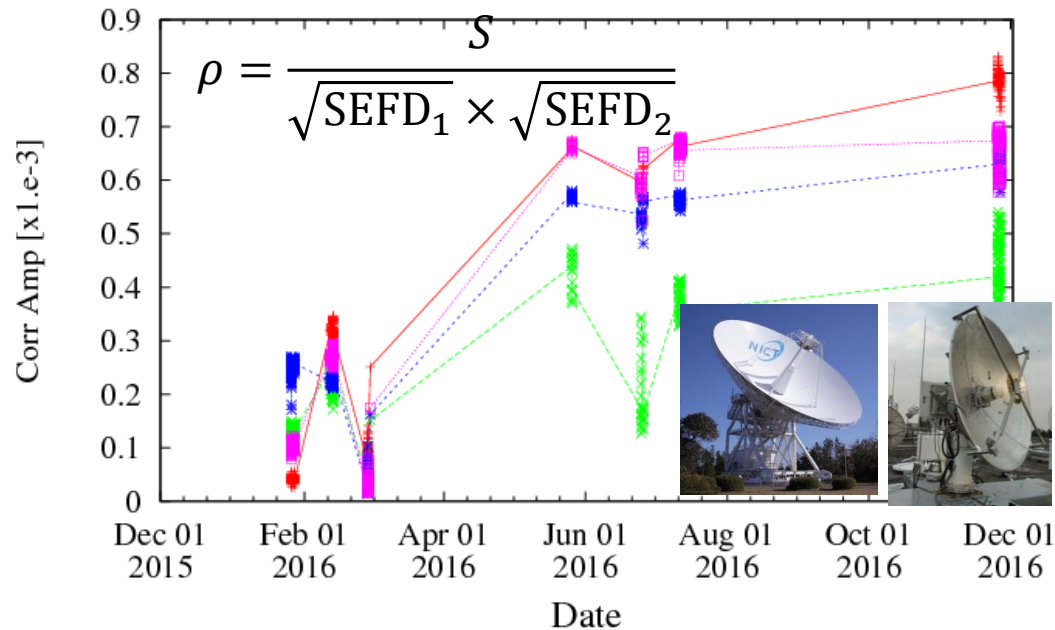 0.9
0.8
0.7
0.6
0.5
0.4
0.3
0.2
0.1
0
Corr Amp [x1.e-3]
ρ = S / √SEFD₁ × √SEFD₂
NICT
Dec 01 2015
Feb 01 2016
Apr 01 2016
Jun 01 2016
Aug 01 2016
Oct 01 2016
Dec 01 2016
Date